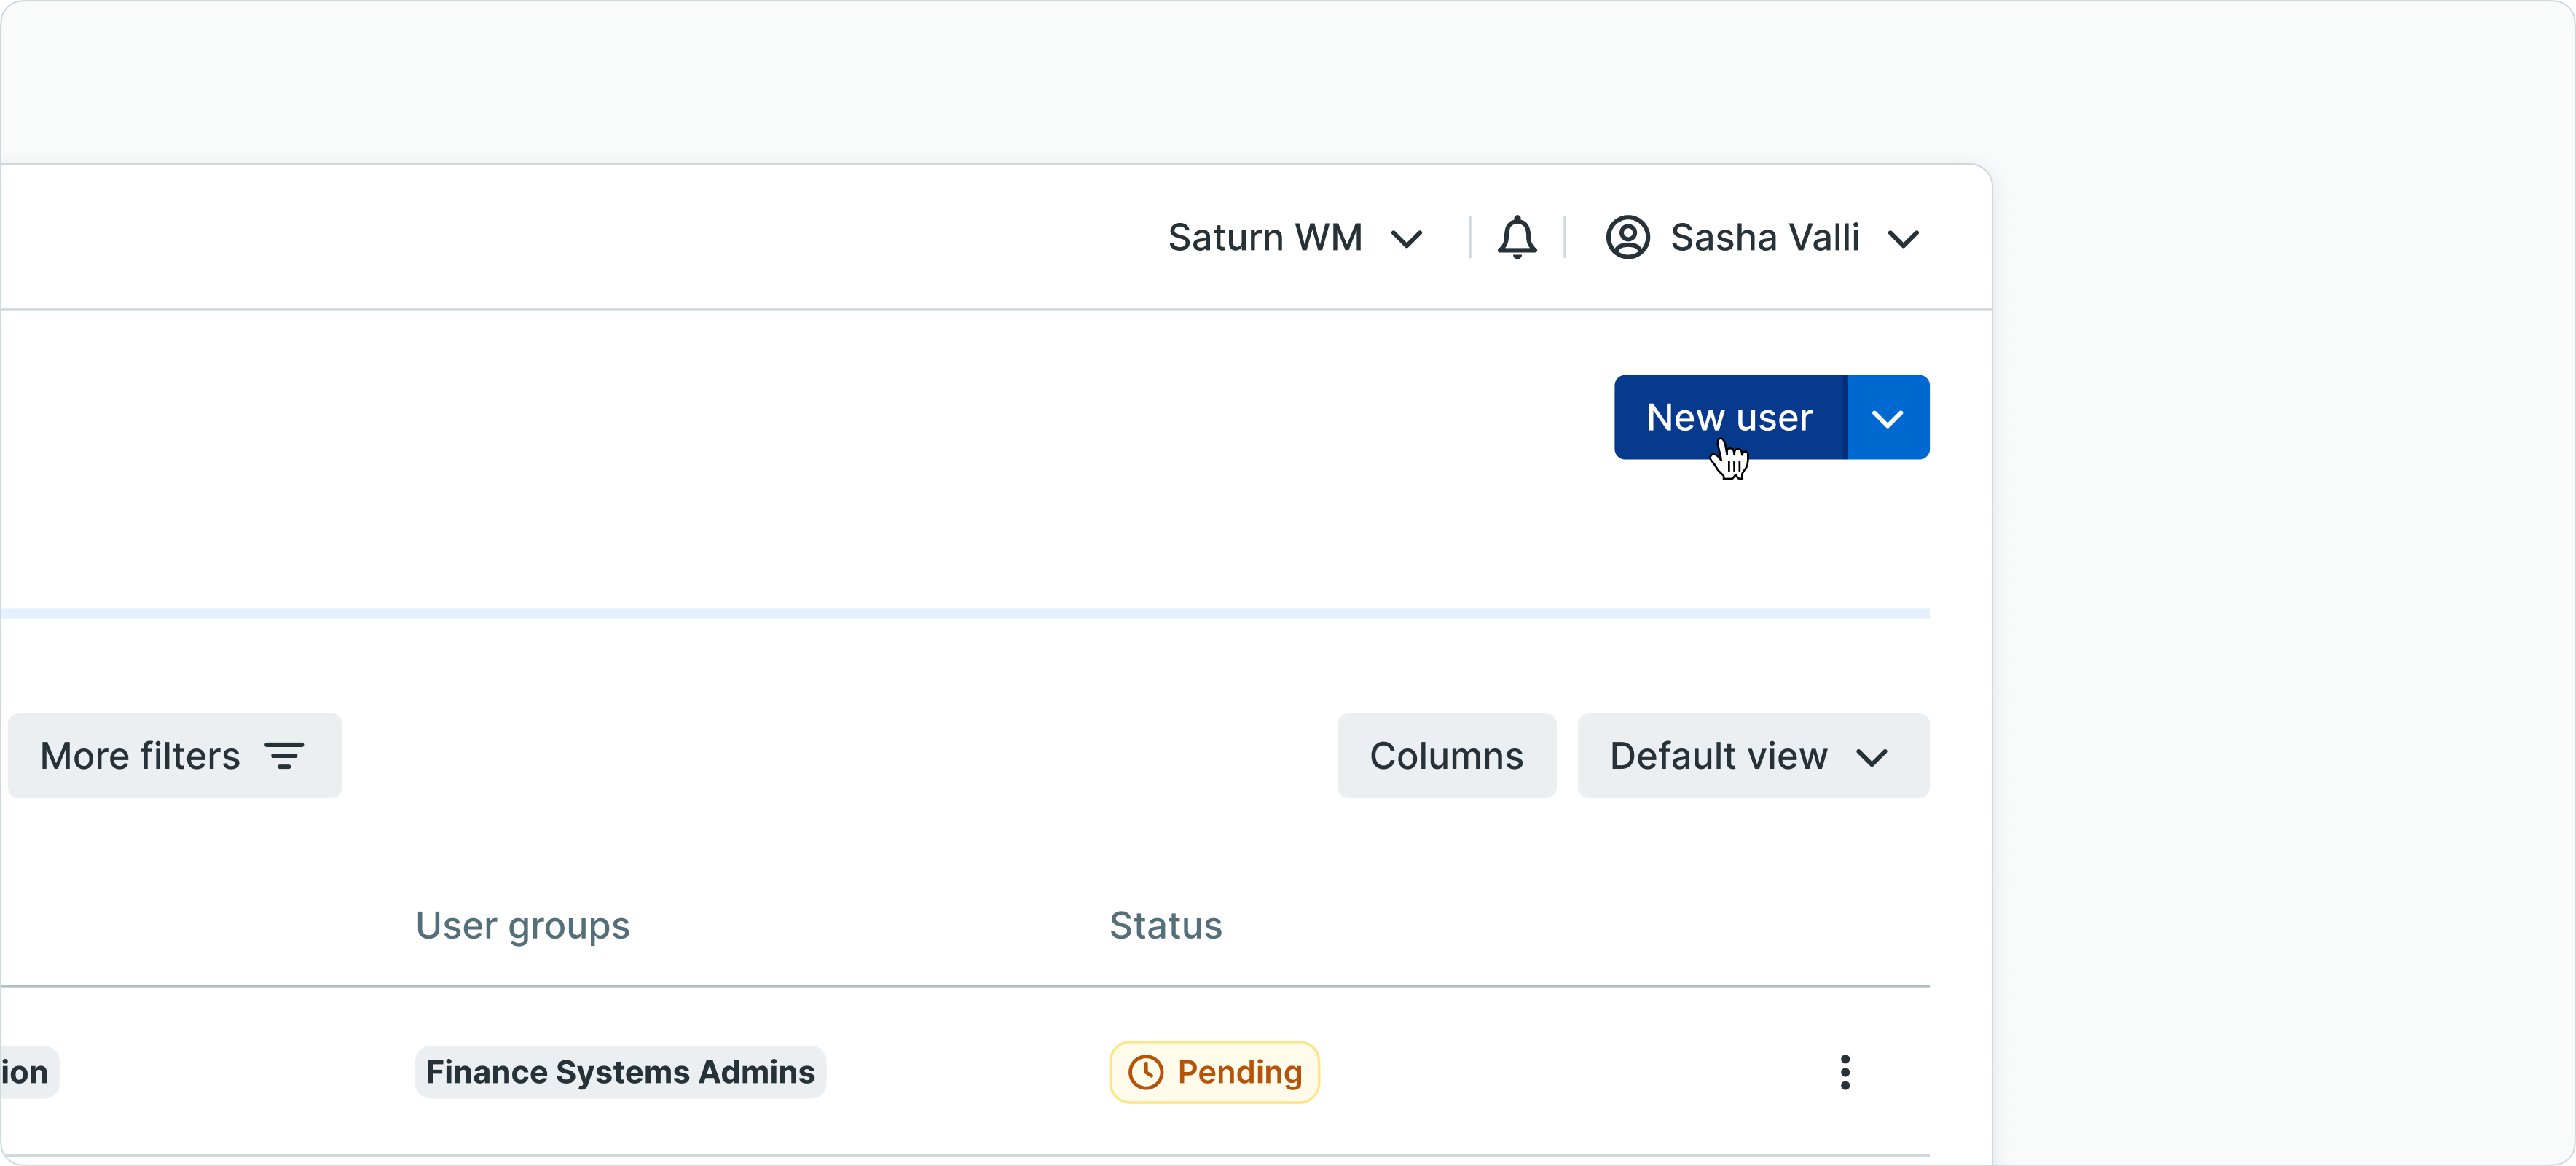 Saturn WM
Sasha Valli
New user
More filters
Columns
Default view
User groups
Status
ion
Finance Systems Admins
Pending